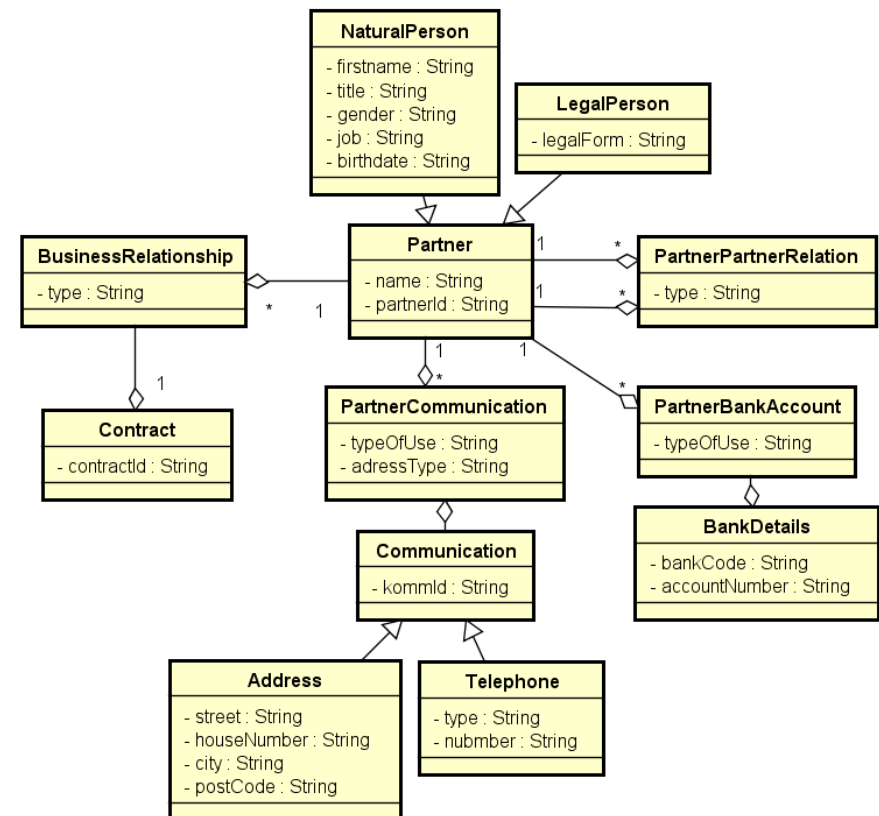 NaturalPerson
- firstname : String
- title : String
- gender : String
- job : String
- birthdate : String
LegalPerson
- legalForm : String
BusinessRelationship
- type : String
*
1
Partner
- name : String
- partnerId : String
1
*
1
*
PartnerPartnerRelation
- type : String
1
Contract
- contractId : String
1
*
PartnerCommunication
- typeOfUse : String
- adressType : String
1
*
PartnerBankAccount
- typeOfUse : String
BankDetails
- bankCode : String
- accountNumber : String
Communication
- kommId : String
Address
- street : String
- houseNumber : String
- city : String
- postCode : String
Telephone
- type : String
- nubmber : String